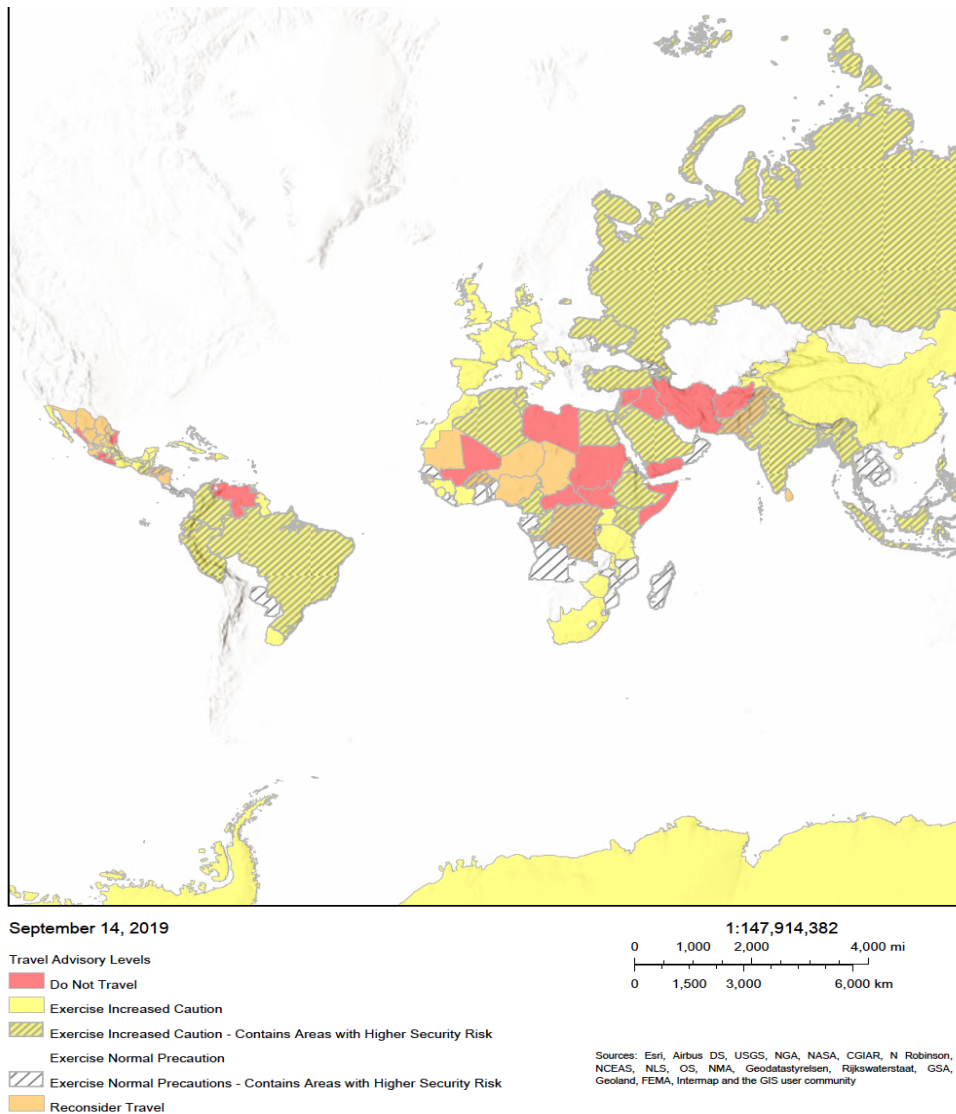 September 14, 2019
1:147,914,382
0 1,000 2,000 4,000 mi
0 1,500 3,000 6,000 km
Travel Advisory Levels
Do Not Travel
Exercise Increased Caution
Exercise Increased Caution - Contains Areas with Higher Security Risk
Exercise Normal Precaution
Exercise Normal Precautions - Contains Areas with Higher Security Risk
Reconsider Travel
Sources: Esri, Airbus DS, USGS, NGA, NASA, CGIAR, N Robinson,
NCEAS, NLS, OS, NMA, Geodatastyrelsen, Rijkswaterstaat, GSA,
Geoland, FEMA, Intermap and the GIS user community